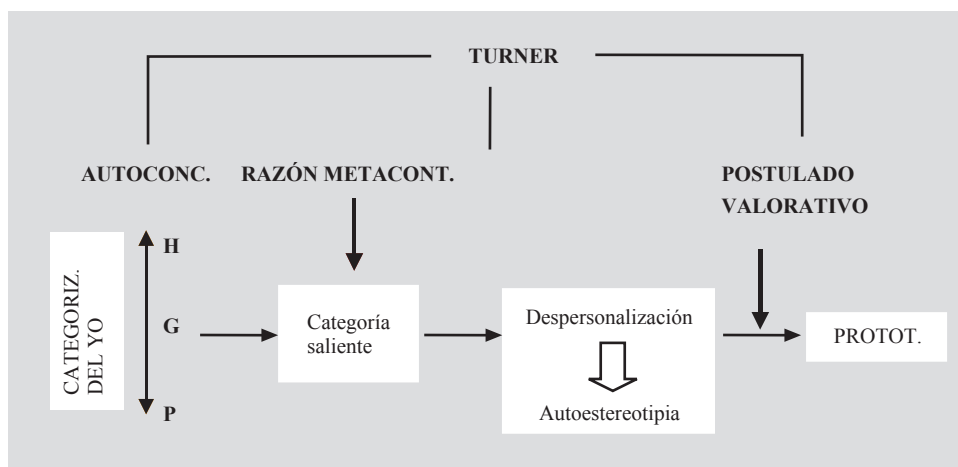 TURNER
AUTOCONC.
RAZÓN METACONT.
POSTULADO
VALORATIVO
CATEGORIZ.
DEL YO
H
G
P
Categoría
saliente
Despersonalización
Autoestereotipia
PROTOT.